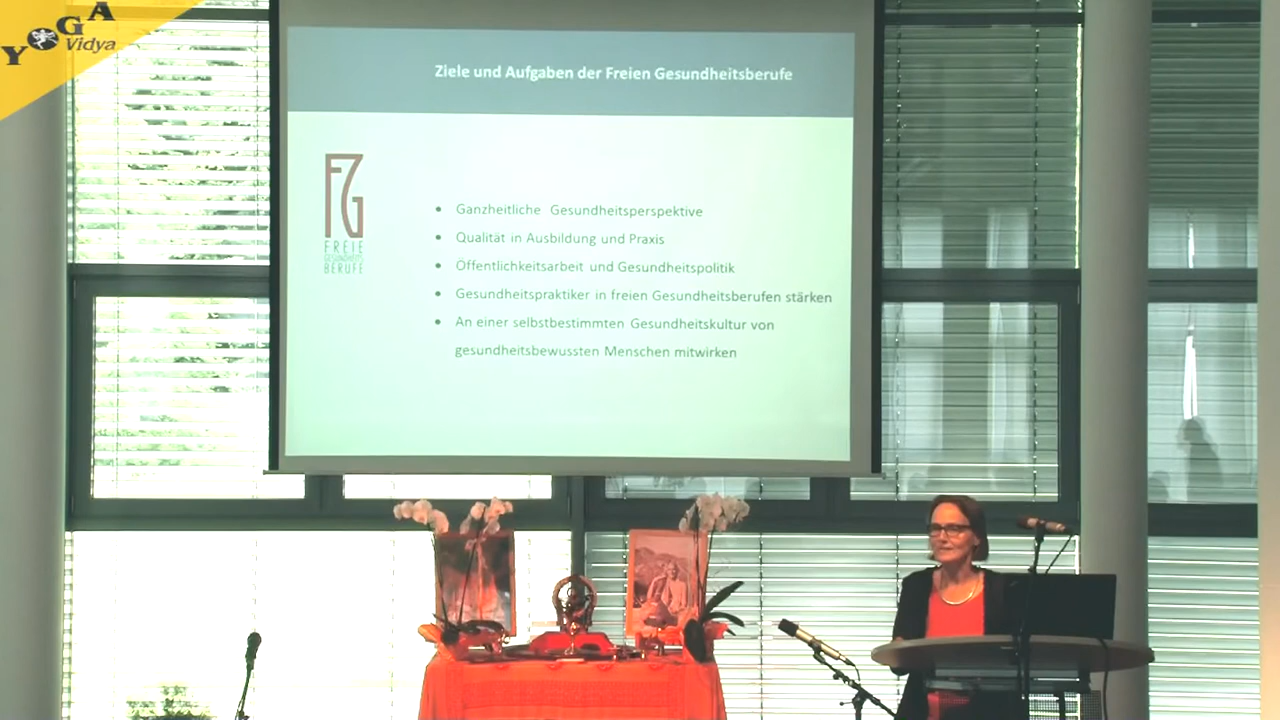 YOGA
Vidya
Ziele und Aufgaben der Freien Gesundheitsberufe
FG
FREIE
GESUNDHEITS
BERUFE
• Ganzheitliche Gesundheitsperspektive
• Qualität in Ausbildung und Praxis
• Öffentlichkeitsarbeit und Gesundheitspolitik
• Gesundheitspraktiker in freien Gesundheitsberufen stärken
• An einer selbstbestimmten Gesundheitskultur von
gesundheitsbewussten Menschen mitwirken